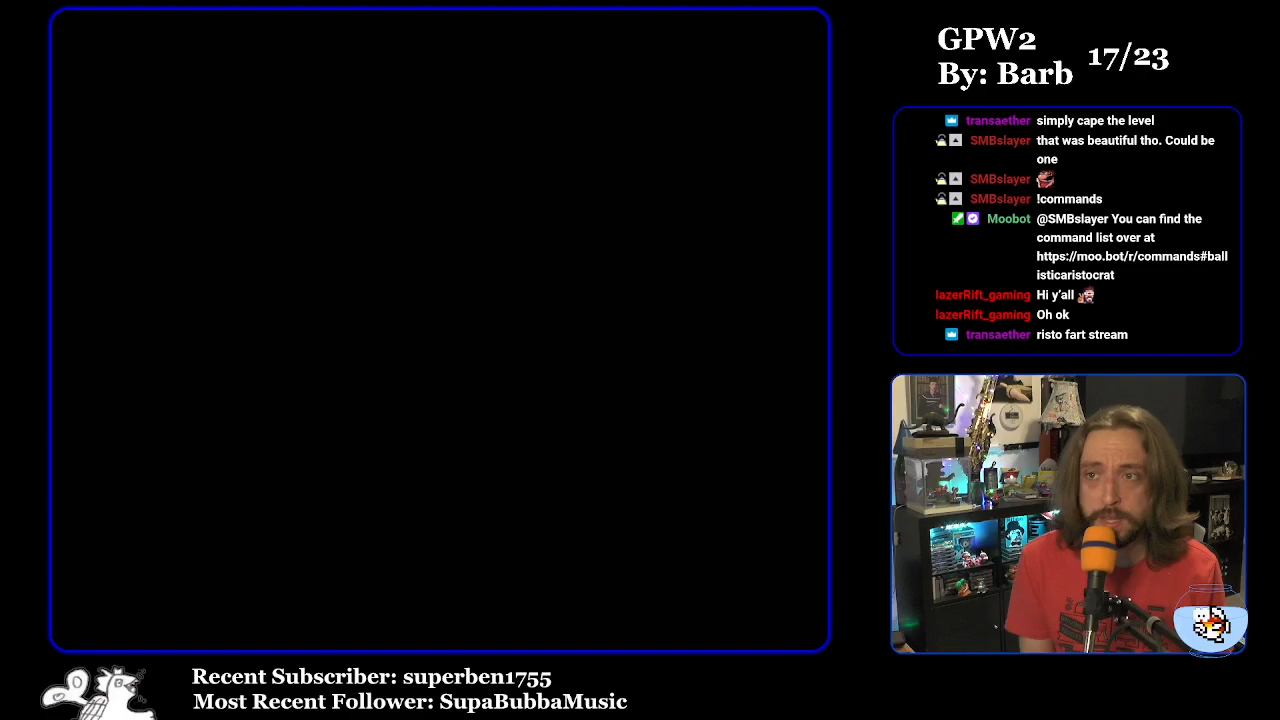 GPW2
By: Barb
17/23
transaether simply cape the level
SMBslayer that was beautiful tho. Could be
one
SMBslayer
SMBslayer !commands
Moobot @SMBslayer You can find the
command list over at
https://moo.bot/r/commands#ball
isticaristocrat
lazerRift_gaming Hi y'all
lazerRift_gaming Oh ok
transaether risto fart stream
Recent Subscriber: superben1755
Most Recent Follower: SupaBubbaMusic